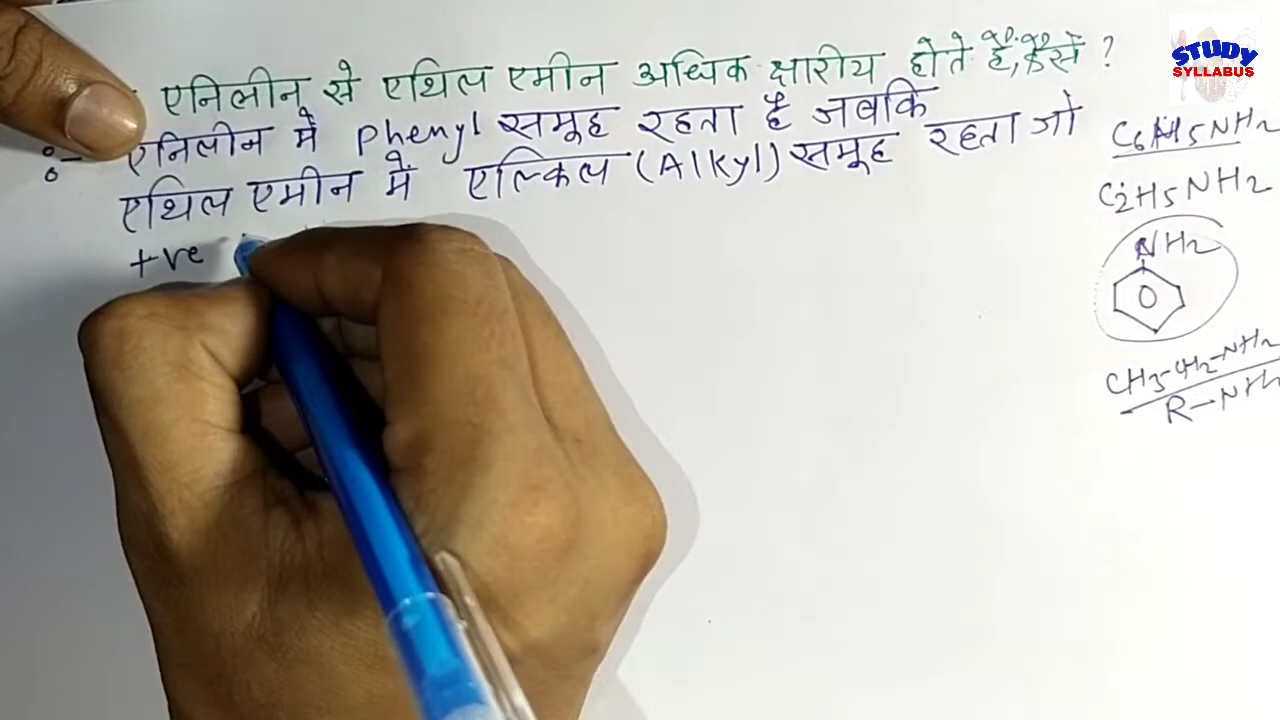 एनिलीन से एथिल एमीन अधिक क्षारीय होते है, कैसे ?
एनिलीन में Phenyl समूह रहता है जबकि
एथिल एमीन में एल्किल (Alkyl) समूह रहता जो
+ve
STUDY
SYLLABUS
C6H5NH2
C2H5NH2
NH2
CH3-CH2-NH2
R-NH2